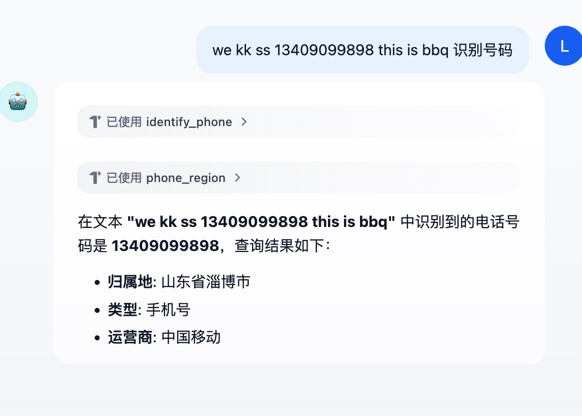 we kk ss 13409099898 this is bbq 识别号码
L
已使用 identify_phone
已使用 phone_region
在文本 "we kk ss 13409099898 this is bbq" 中识别到的电话号
码是 13409099898，查询结果如下：
• 归属地: 山东省淄博市
• 类型: 手机号
• 运营商: 中国移动